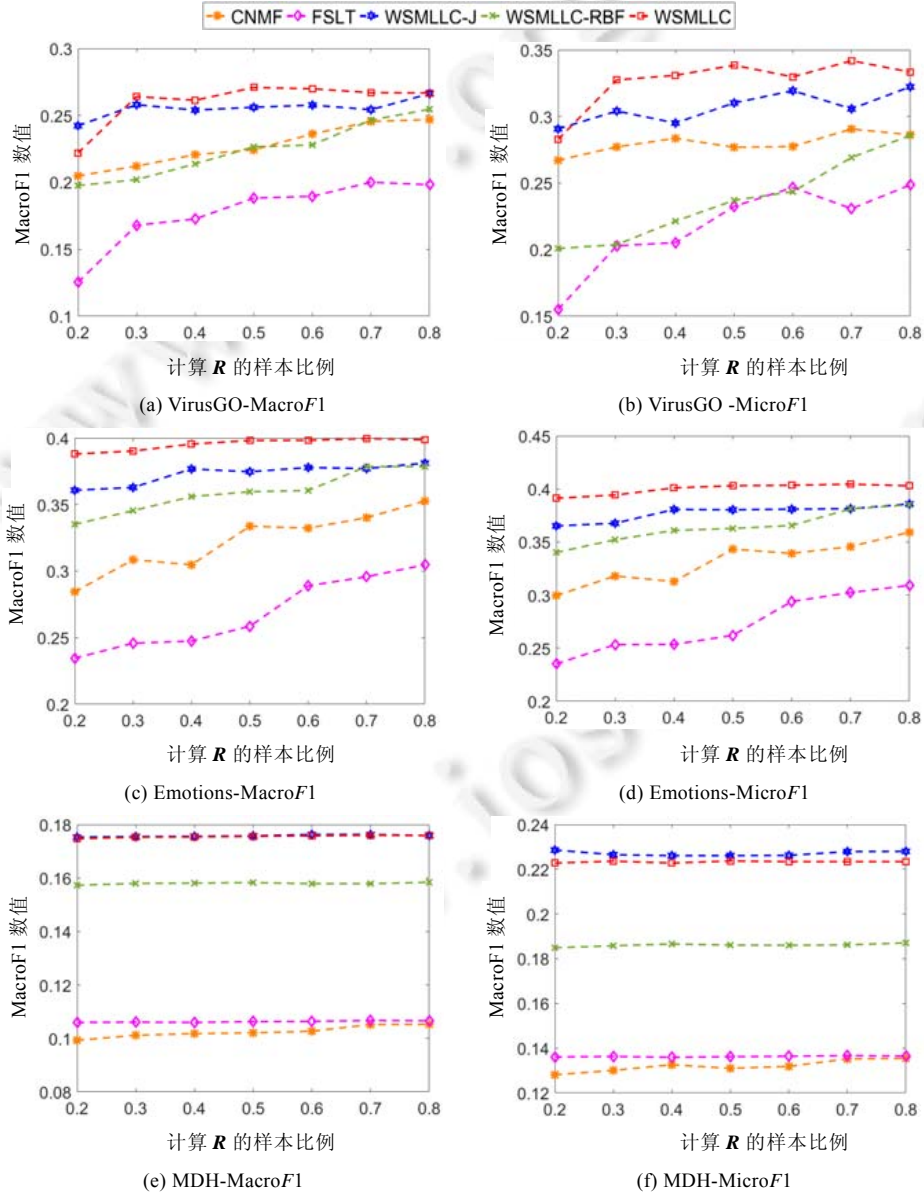 CNMF FSLT WSMLLC-J WSMLLC-RBF WSMLLC
0.3
0.25
0.2
0.15
0.1
MacroF1 数值
0.2 0.3 0.4 0.5 0.6 0.7 0.8
计算 R 的样本比例
(a) VirusGO-MacroF1
0.35
0.3
0.25
0.2
0.15
MacroF1 数值
0.2 0.3 0.4 0.5 0.6 0.7 0.8
计算 R 的样本比例
(b) VirusGO -MicroF1
0.4
0.35
0.3
0.25
0.2
MacroF1 数值
0.2 0.3 0.4 0.5 0.6 0.7 0.8
计算 R 的样本比例
(c) Emotions-MacroF1
0.45
0.4
0.35
0.3
0.25
0.2
MacroF1 数值
0.2 0.3 0.4 0.5 0.6 0.7 0.8
计算 R 的样本比例
(d) Emotions-MicroF1
0.18
0.16
0.14
0.12
0.1
0.08
MacroF1 数值
0.2 0.3 0.4 0.5 0.6 0.7 0.8
计算 R 的样本比例
(e) MDH-MacroF1
0.24
0.22
0.2
0.18
0.16
0.14
0.12
MacroF1 数值
0.2 0.3 0.4 0.5 0.6 0.7 0.8
计算 R 的样本比例
(f) MDH-MicroF1